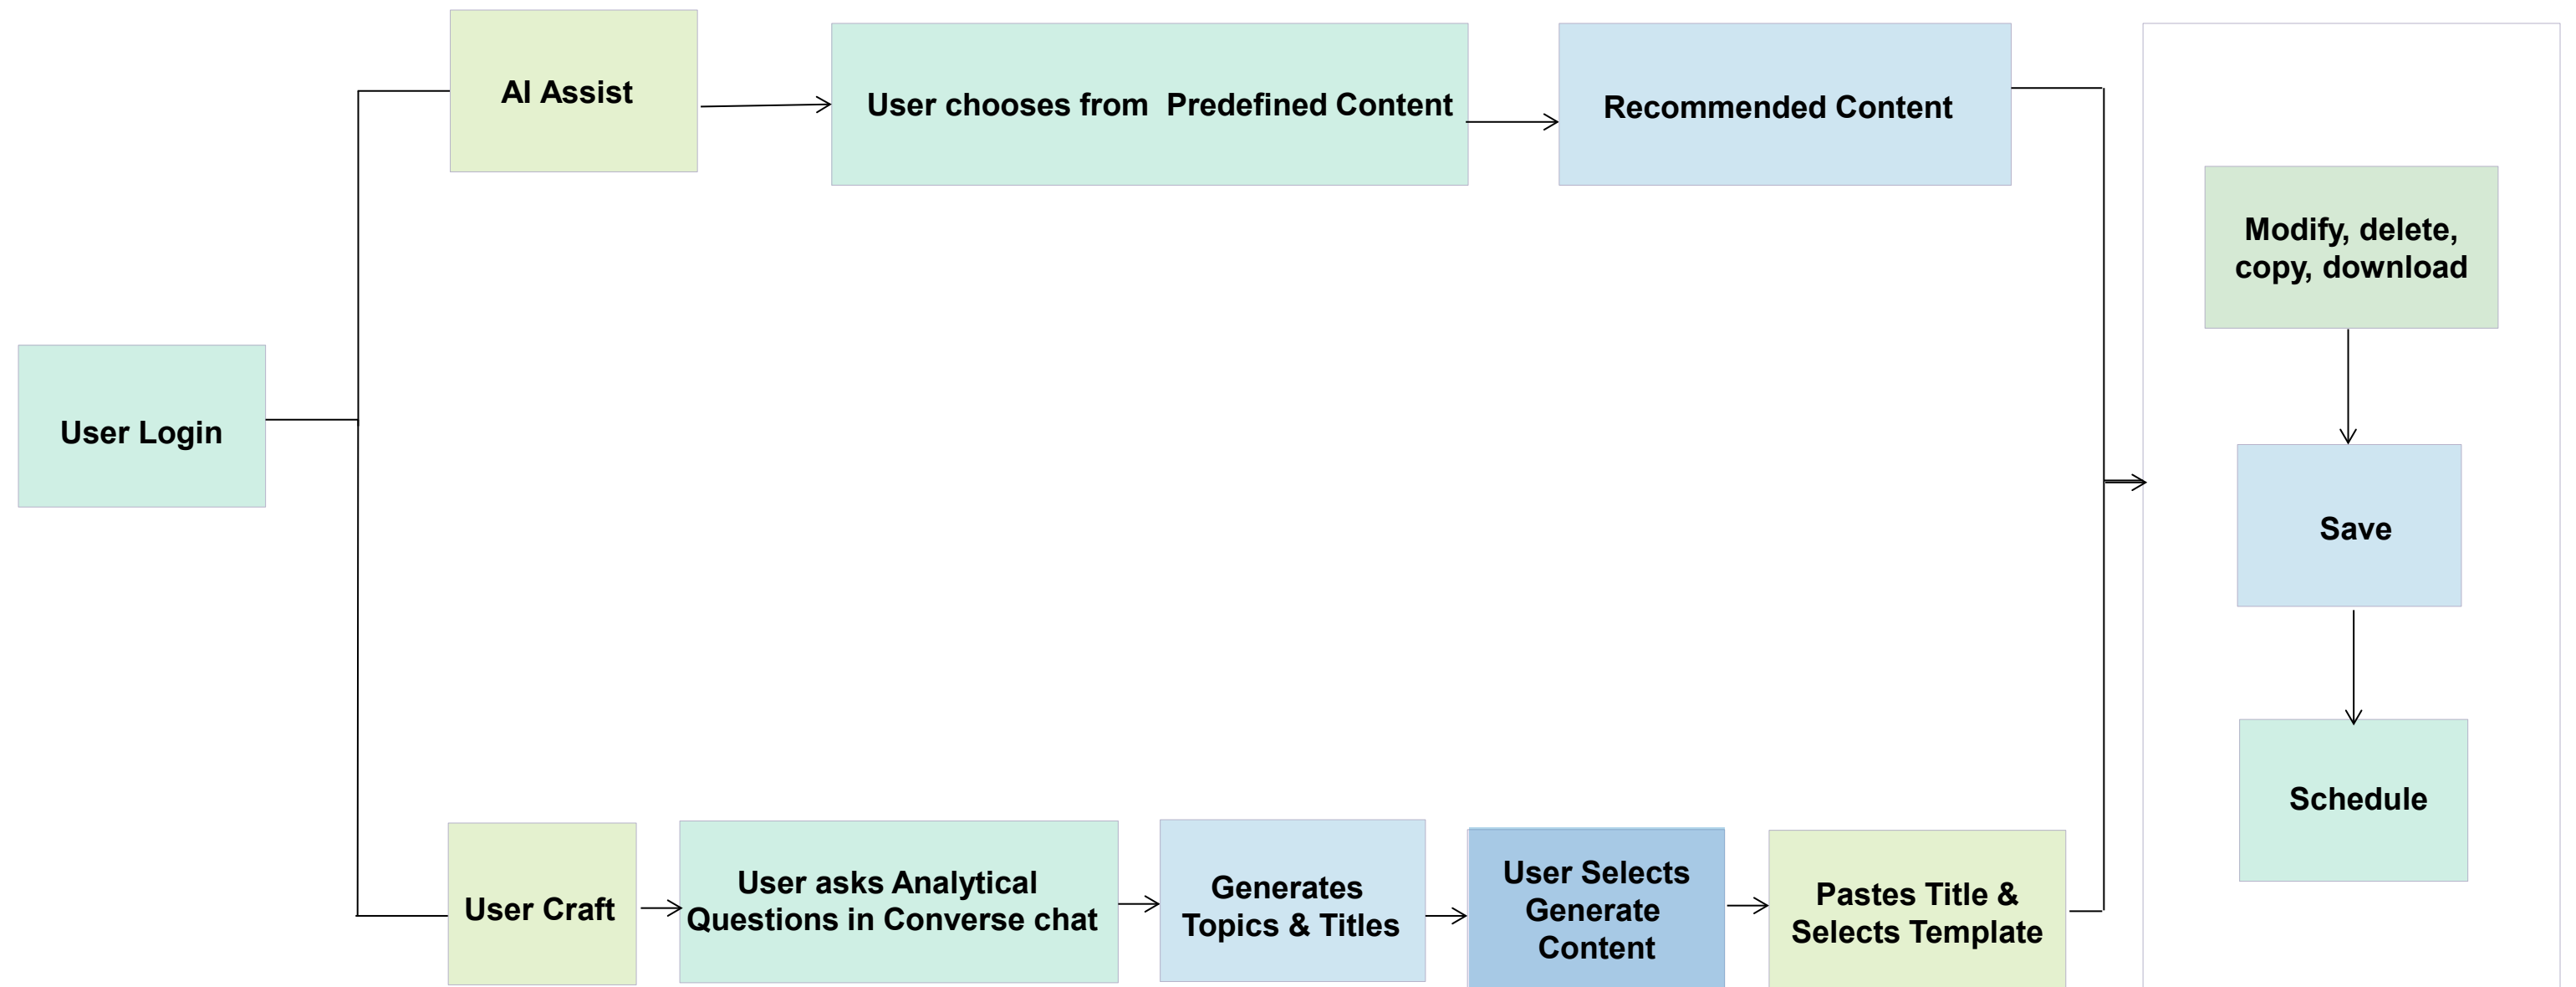 AI Assist
User chooses from  Predefined Content
Recommended Content
Modify, delete,
copy, download
User Login
Save
Schedule
User Craft
User asks Analytical
Questions in Converse chat
Generates
Topics & Titles
User Selects
Generate
Content
Pastes Title &
Selects Template